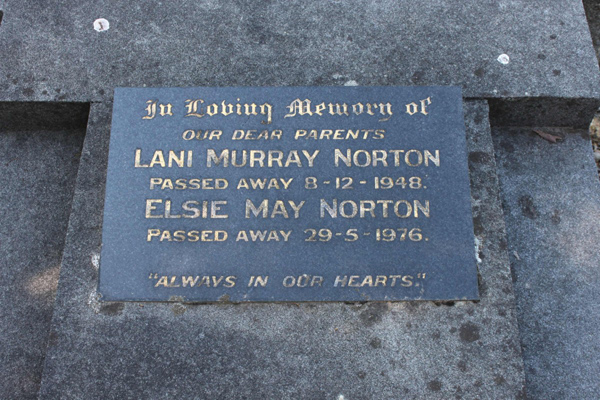 In Loving Memory of
OUR DEAR PARENTS
LANI MURRAY NORTON
PASSED AWAY 8-12-1948.
ELSIE MAY NORTON
PASSED AWAY 29-5-1976.
"ALWAYS IN OUR HEARTS."